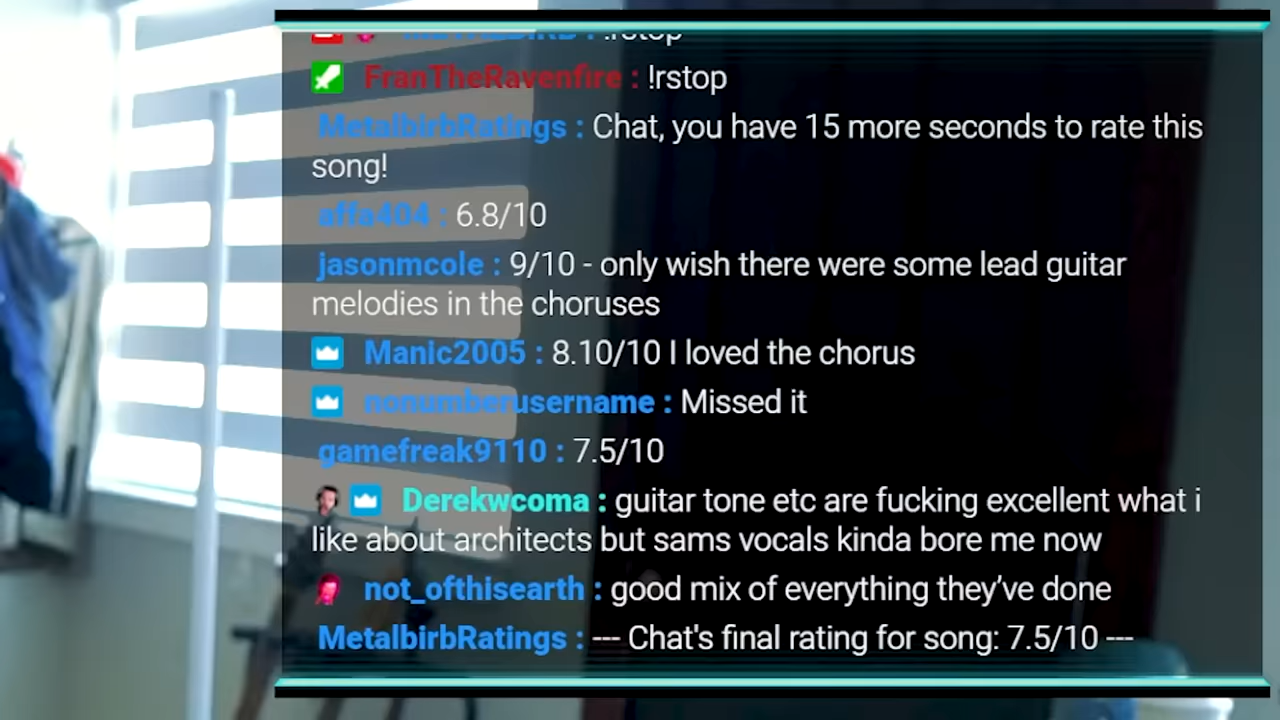 !rstop
FranTheRavenfire : !rstop
MetalbirbRatings : Chat, you have 15 more seconds to rate this
song!
affa404 : 6.8/10
jasonmcole : 9/10 - only wish there were some lead guitar
melodies in the choruses
Manic2005 : 8.10/10 I loved the chorus
nonumberusername : Missed it
gamefreak9110 : 7.5/10
Derekwcoma : guitar tone etc are fucking excellent what i
like about architects but sams vocals kinda bore me now
not_ofthisearth : good mix of everything they’ve done
MetalbirbRatings : --- Chat's final rating for song: 7.5/10 ---